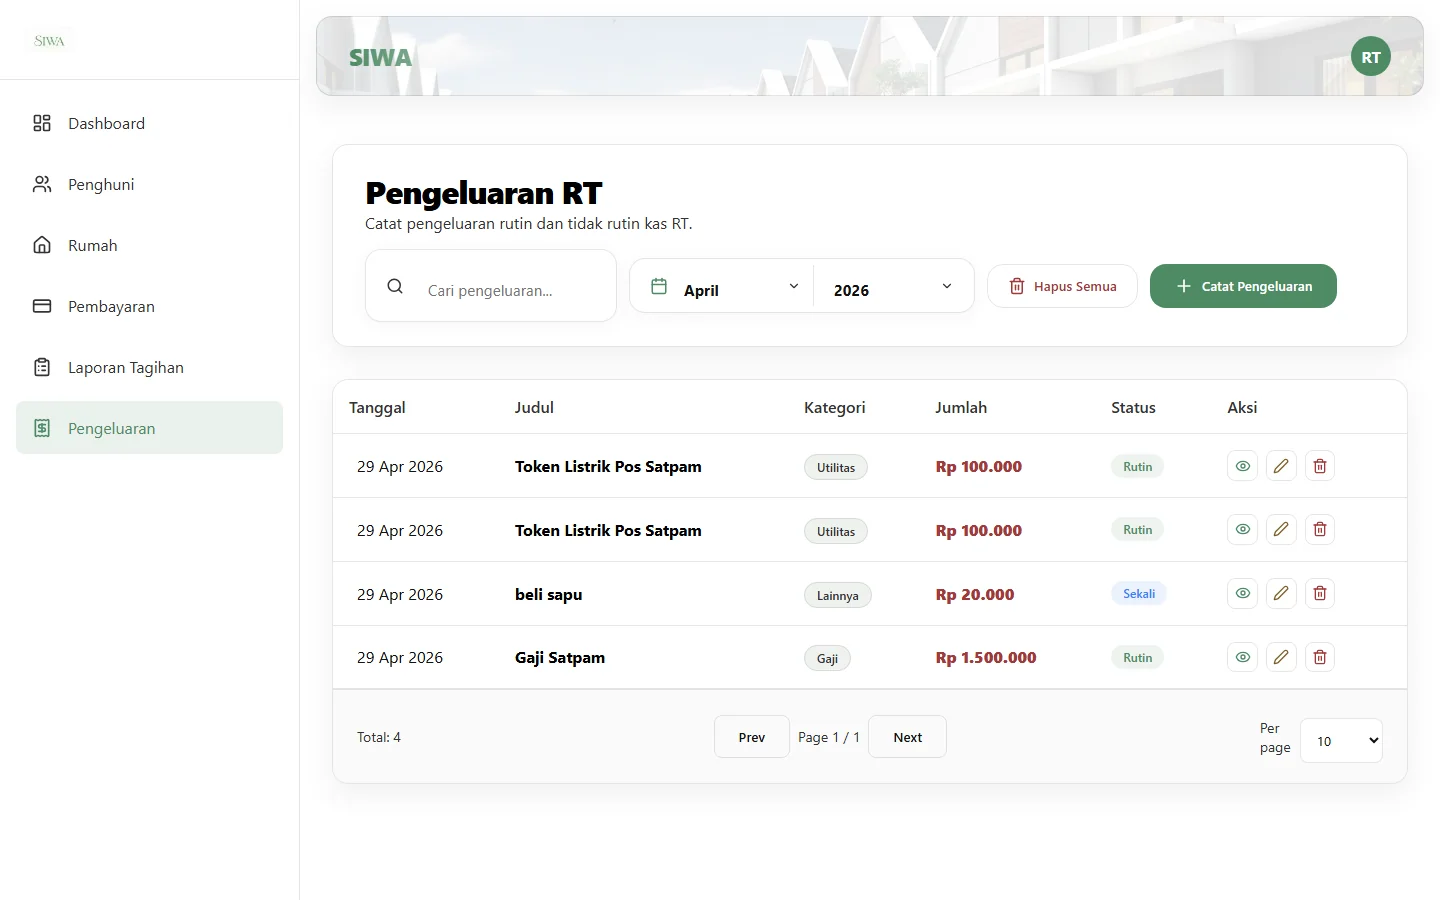 SIWA
SIWA
RT
Dashboard
Penghuni
Rumah
Pembayaran
Laporan Tagihan
Pengeluaran
Pengeluaran RT
Catat pengeluaran rutin dan tidak rutin kas RT.
Cari pengeluaran...
April
2026
Hapus Semua
Catat Pengeluaran
Tanggal Judul Kategori Jumlah Status Aksi
29 Apr 2026 Token Listrik Pos Satpam Utilitas Rp 100.000 Rutin
29 Apr 2026 Token Listrik Pos Satpam Utilitas Rp 100.000 Rutin
29 Apr 2026 beli sapu Lainnya Rp 20.000 Sekali
29 Apr 2026 Gaji Satpam Gaji Rp 1.500.000 Rutin
Total: 4
Prev Page 1 / 1 Next
Per page
10